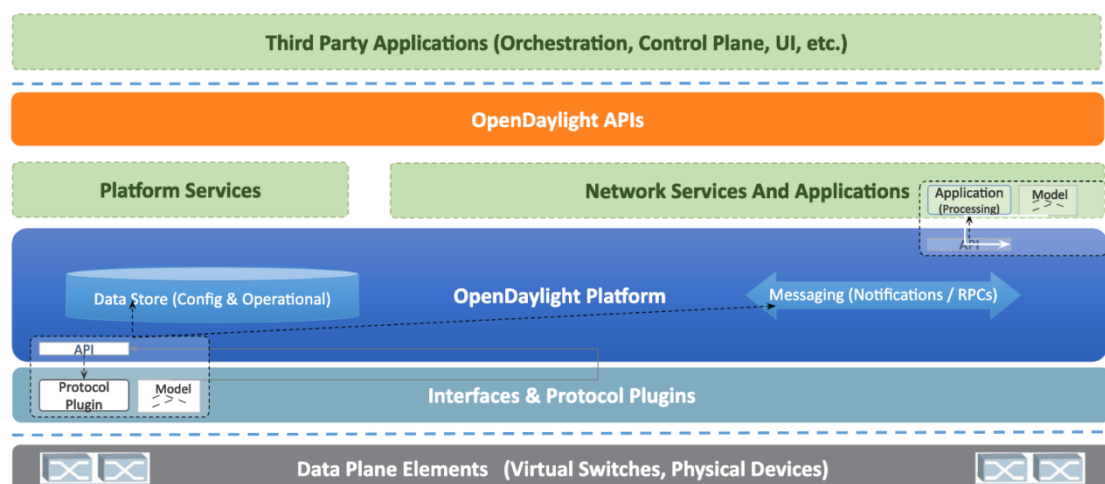 Third Party Applications (Orchestration, Control Plane, UI, etc.)
OpenDaylight APIs
Platform Services
Network Services And Applications
Application
(Processing)
Model
API
Data Store (Config & Operational)
OpenDaylight Platform
Messaging (Notifications / RPCs)
API
Protocol
Plugin
Model
Interfaces & Protocol Plugins
Data Plane Elements (Virtual Switches, Physical Devices)